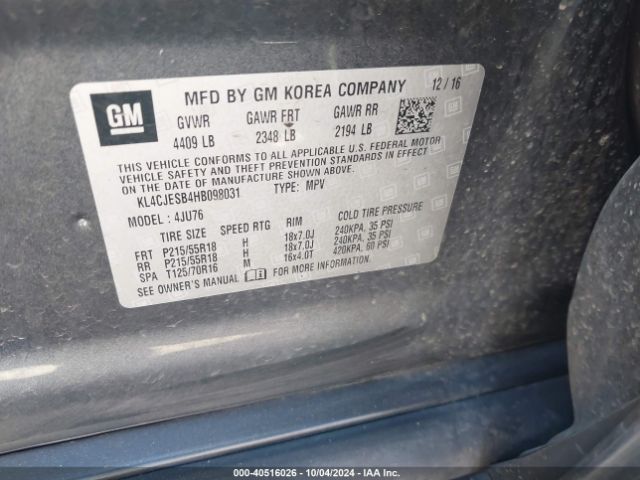 GM
MFD BY GM KOREA COMPANY 12/16
GVWR GAWR FRT GAWR RR
4409 LB 2348 LB 2194 LB
THIS VEHICLE CONFORMS TO ALL APPLICABLE U.S. FEDERAL MOTOR
VEHICLE SAFETY AND THEFT PREVENTION STANDARDS IN EFFECT
ON THE DATE OF MANUFACTURE SHOWN ABOVE.
KL4CJESB4HB098031 TYPE: MPV
MODEL: 4JU76
TIRE SIZE SPEED RTG RIM COLD TIRE PRESSURE
FRT P215/55R18 H 18x7.0J 240KPA, 35 PSI
RR P215/55R18 H 18x7.0J 240KPA, 35 PSI
SPA T125/70R16 M 16x4.0T 420KPA, 60 PSI
SEE OWNER'S MANUAL FOR MORE INFORMATION.
000-40516026 - 10/04/2024 - IAA Inc.